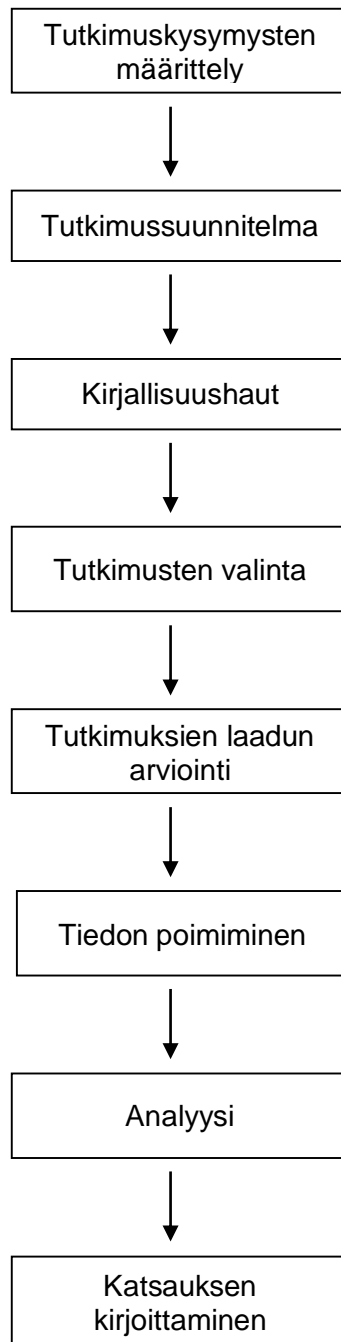 Tutkimuskysymysten
määrittely
Tutkimussuunnitelma
Kirjallisuushaut
Tutkimusten valinta
Tutkimuksien laadun
arviointi
Tiedon poimiminen
Analyysi
Katsauksen
kirjoittaminen